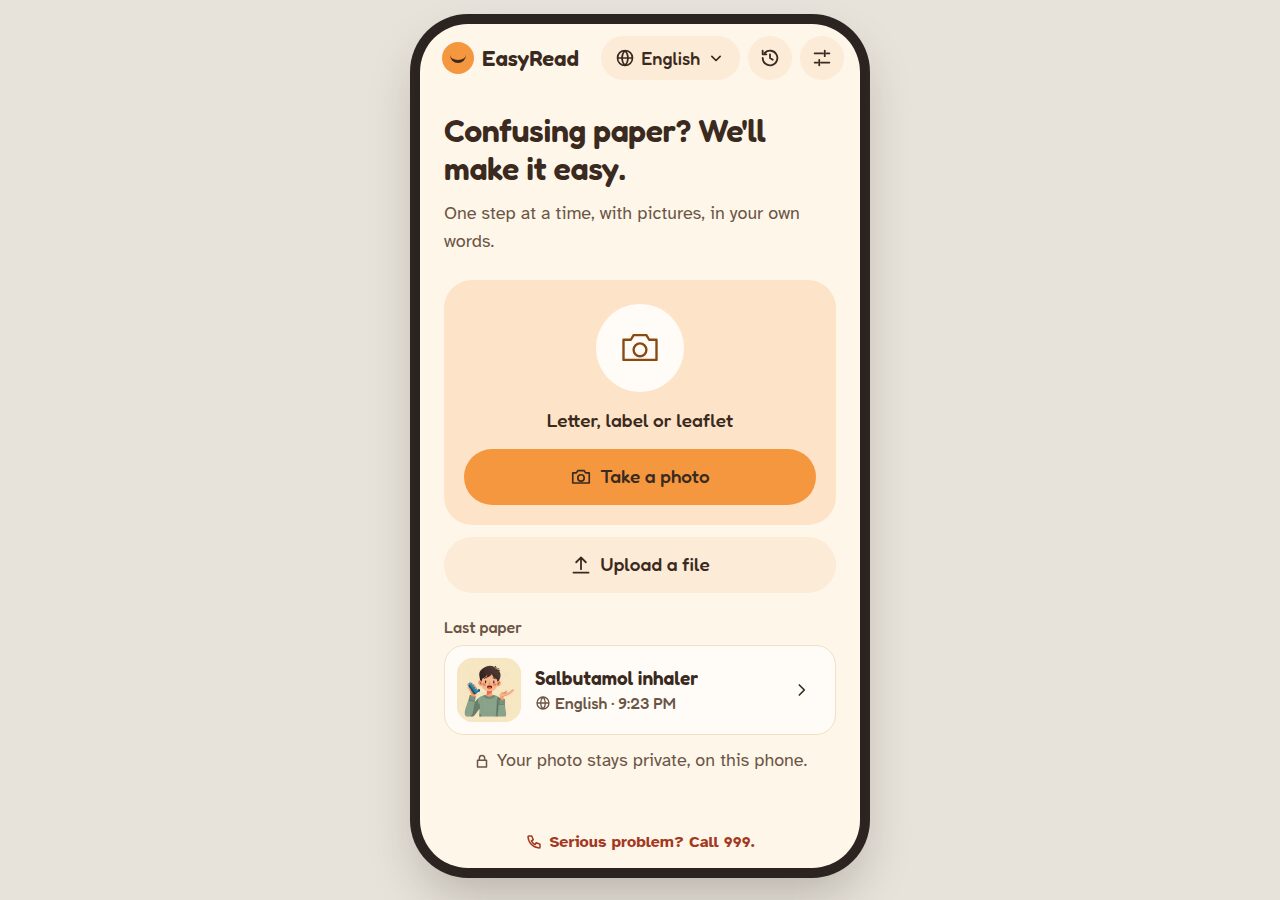 EasyRead
English
Confusing paper? We'll
make it easy.
One step at a time, with pictures, in your own
words.
Letter, label or leaflet
Take a photo
Upload a file
Last paper
Salbutamol inhaler
English · 9:23 PM
Your photo stays private, on this phone.
Serious problem? Call 999.